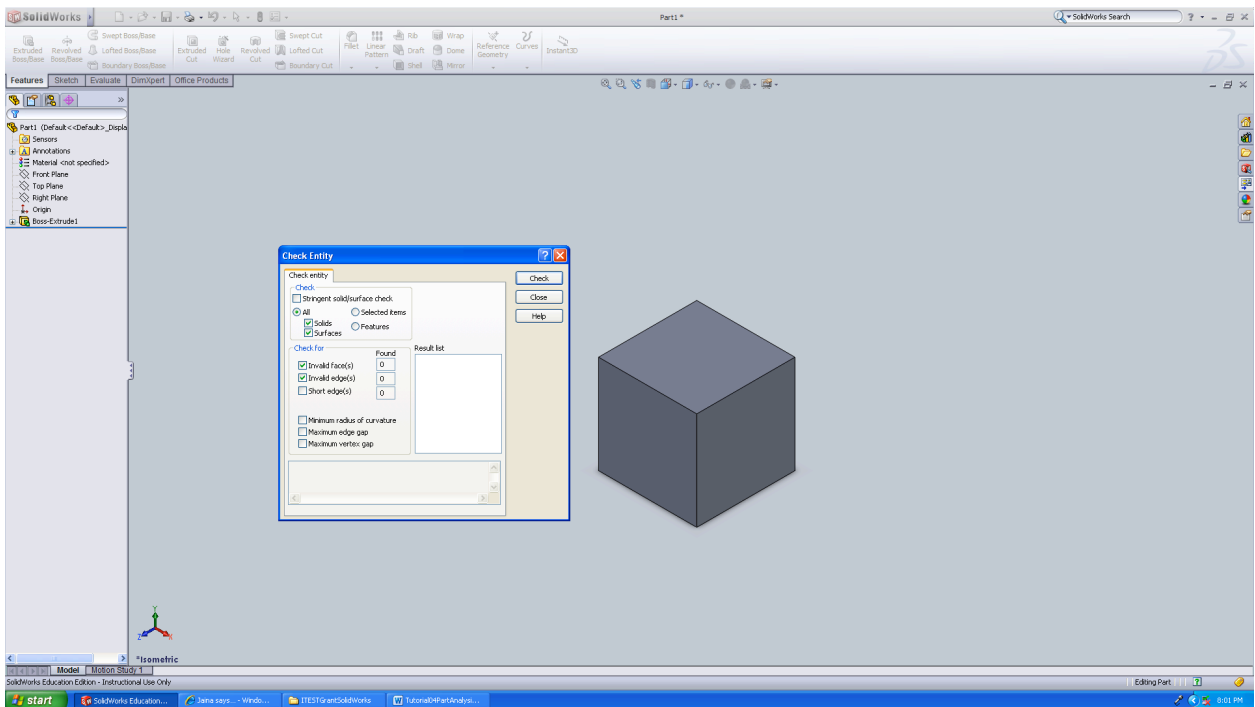 SolidWorks
Part1 *
SolidWorks Search
Extruded Boss/Base
Revolved Boss/Base
Swept Boss/Base
Lofted Boss/Base
Boundary Boss/Base
Extruded Cut
Hole Wizard
Revolved Cut
Swept Cut
Lofted Cut
Boundary Cut
Fillet
Linear Pattern
Rib
Draft
Shell
Wrap
Dome
Mirror
Reference Geometry
Curves
Instant3D
Features Sketch Evaluate DimXpert Office Products
Part1 (Default<<Default>_Displa
Sensors
Annotations
Material <not specified>
Front Plane
Top Plane
Right Plane
Origin
Boss-Extrude1
Check Entity
Check entity
Check
Stringent solid/surface check
All Selected items
Solids Features
Surfaces
Check for Found
Invalid face(s) 0
Invalid edge(s) 0
Short edge(s) 0
Minimum radius of curvature
Maximum edge gap
Maximum vertex gap
Result list
Check
Close
Help
Y
Z X
*Isometric
Model Motion Study 1
SolidWorks Education Edition - Instructional Use Only
Editing Part
start SolidWorks Education... Jaina says... - Windo... ITESTGrantSolidWorks Tutorial04PartAnalysi... 8:01 PM